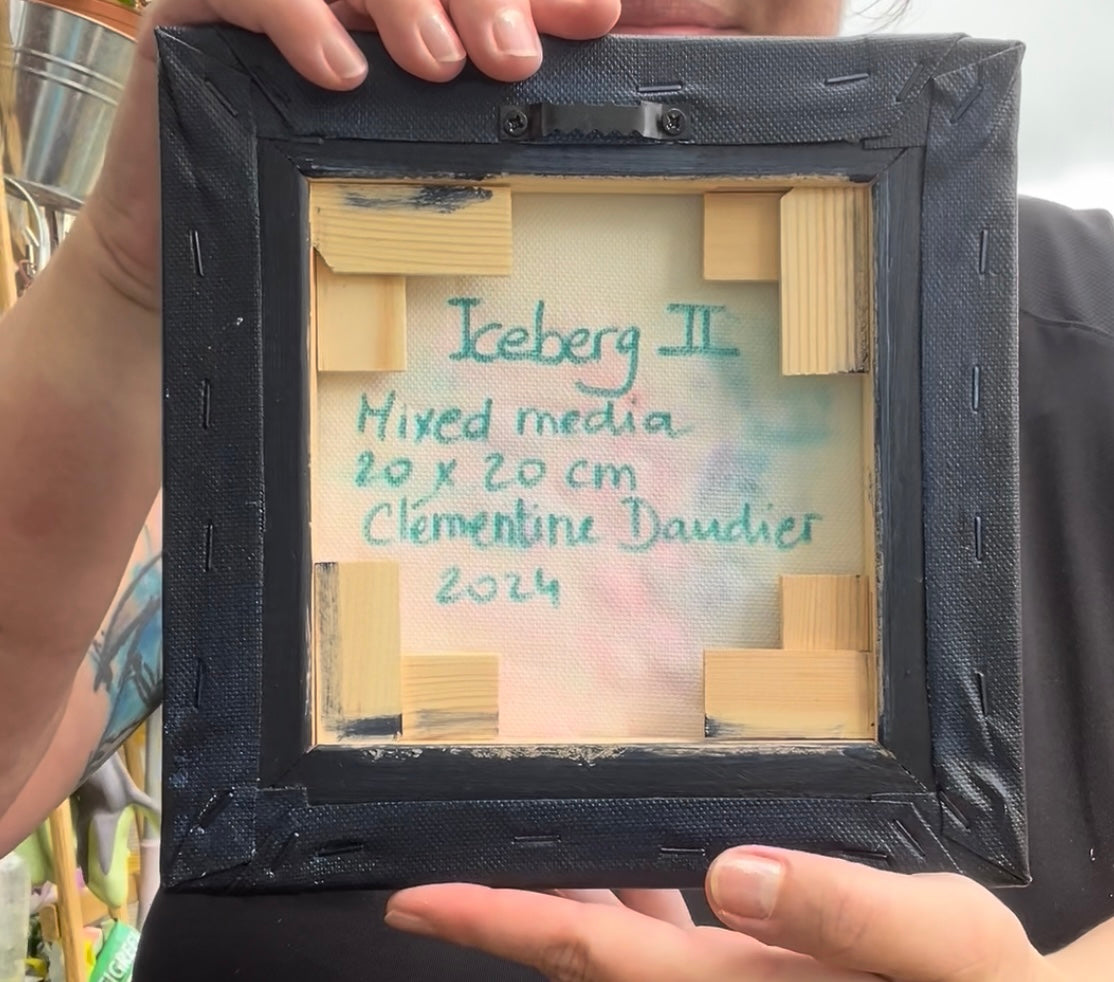 Iceberg II
Mixed media
20 x 20 cm
Clémentine Daudier
2024